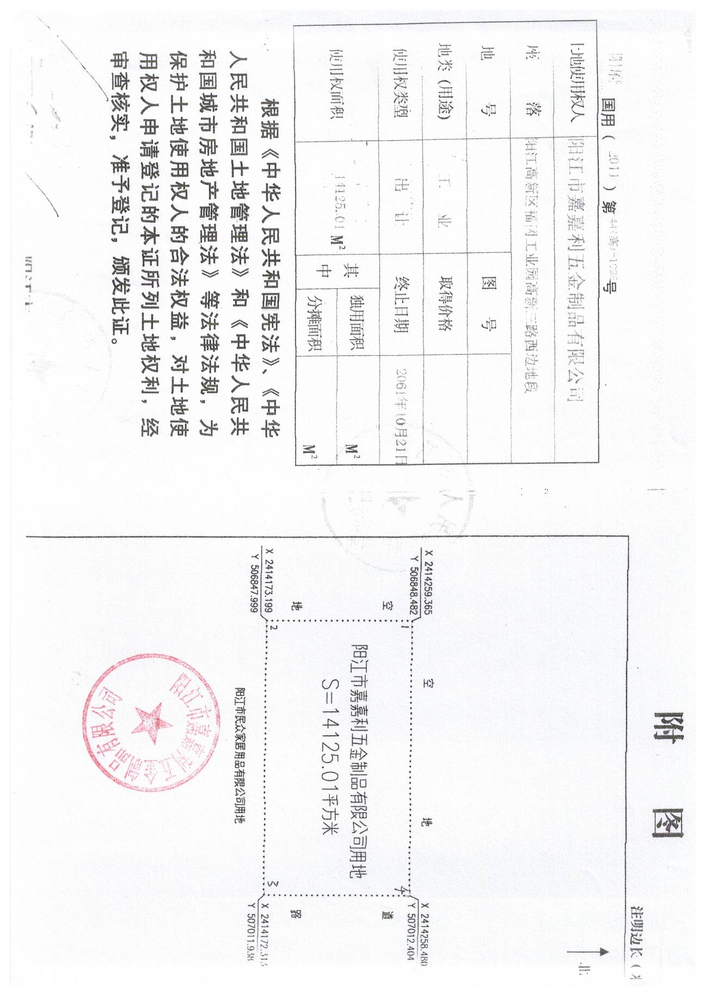 国用（2011）第 号
土地使用权人 阳江市嘉嘉利五金制品有限公司
座 落 阳江高新区福冈工业园高新三路西边地段
地 号 图 号
地类（用途） 工 业 取得价格
使用权类型 出 让 终止日期 2061年10月21日
使用权面积 14125.01 M² 其中 独用面积 M²
分摊面积 M²
根据《中华人民共和国宪法》、《中华
人民共和国土地管理法》和《中华人民共
和国城市房地产管理法》等法律法规，为
保护土地使用权人的合法权益，对土地使
用权人申请登记的本证所列土地权利，经
审查核实，准予登记，颁发此证。
附 图
注明边长
北
X 2414259.365
Y 506848.482
空 地
X 2414258.480
Y 507012.404
1
4
空
地
阳江市嘉嘉利五金制品有限公司用地
S=14125.01平方米
道
路
2
3
X 2414173.199
Y 506847.999
X 2414172.313
Y 507011.938
阳江市民众家居用品有限公司用地
阳江市嘉嘉利五金制品有限公司